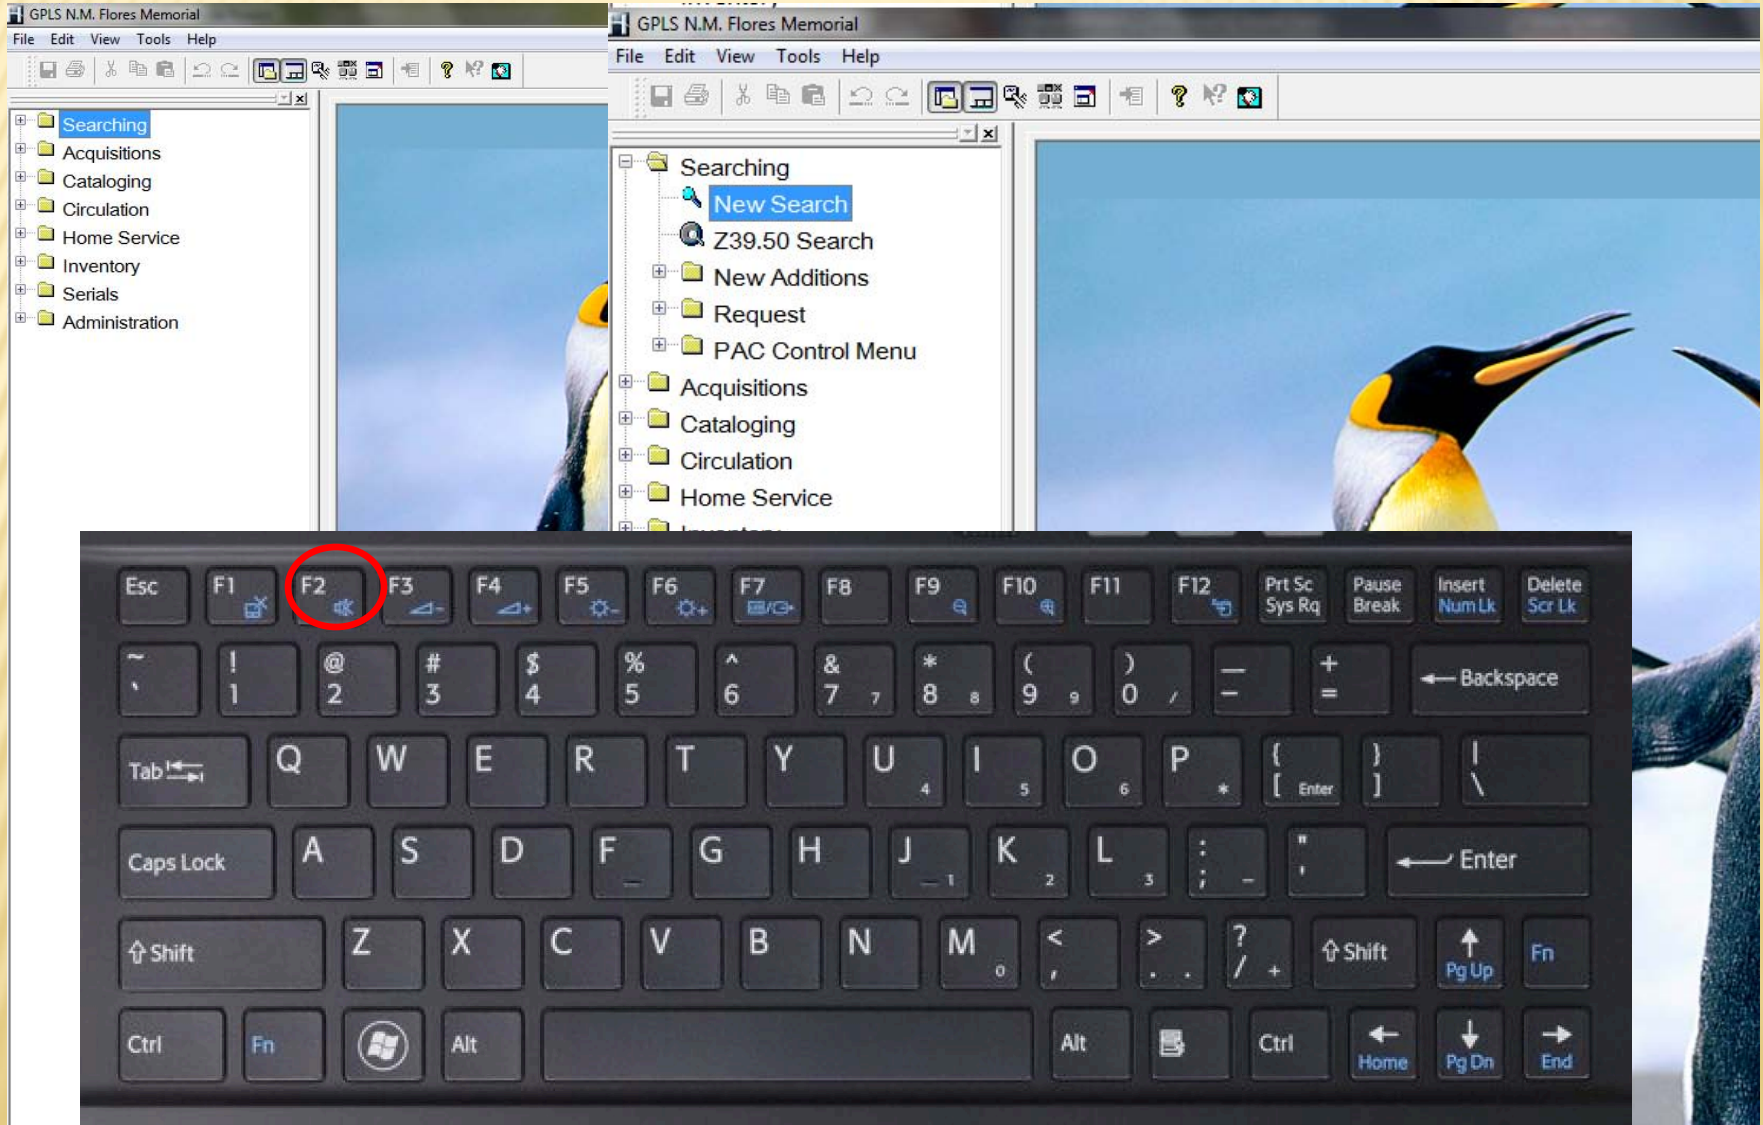 GPLS N.M. Flores Memorial
File Edit View Tools Help
Searching
Acquisitions
Cataloging
Circulation
Home Service
Inventory
Serials
Administration
GPLS N.M. Flores Memorial
File Edit View Tools Help
Searching
New Search
Z39.50 Search
New Additions
Request
PAC Control Menu
Acquisitions
Cataloging
Circulation
Home Service
Esc F1 F2 F3 F4 F5 F6 F7 F8 F9 F10 F11 F12 Prt Sc Pause Insert Delete
Sys Rq Break Num Lk Scr Lk
~ ! @ # $ % ^ & * ( ) — +
` 1 2 3 4 5 6 7 7 8 8 9 9 0 / – = Backspace
Tab Q W E R T Y U I O P { } |
4 5 6 * [ Enter ] \
Caps Lock A S D F G H J K L : " Enter
1 2 3 ; – '
Shift Z X C V B N M < > ? Shift Pg Up Fn
0 , . . / +
Ctrl Fn Alt Alt Ctrl Home Pg Dn End